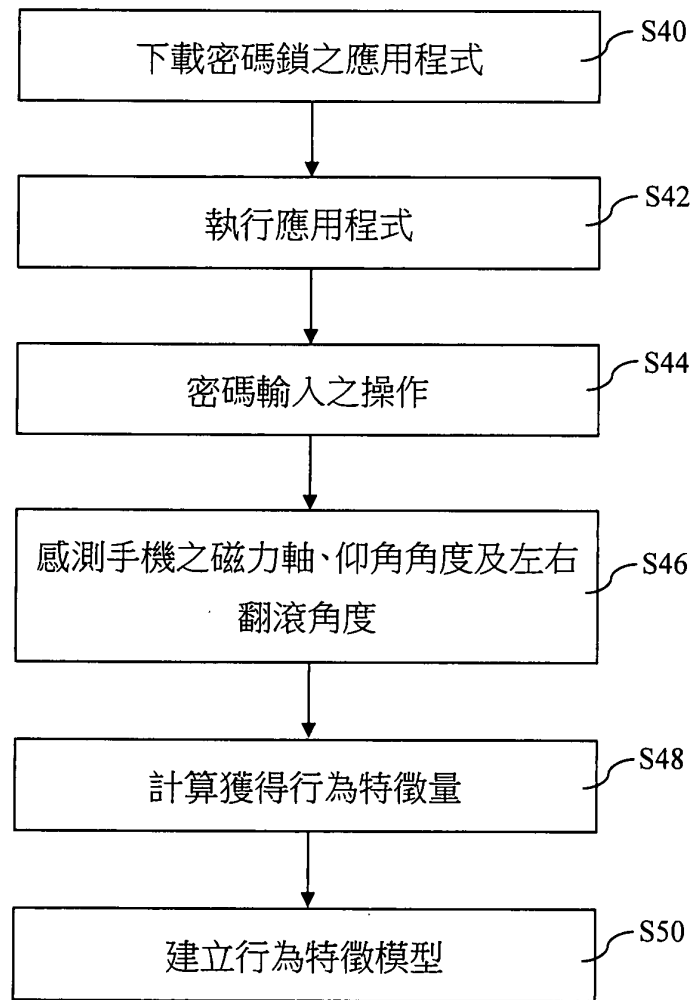 下載密碼鎖之應用程式
S40
執行應用程式
S42
密碼輸入之操作
S44
感測手機之磁力軸、仰角角度及左右
翻滾角度
S46
計算獲得行為特徵量
S48
建立行為特徵模型
S50